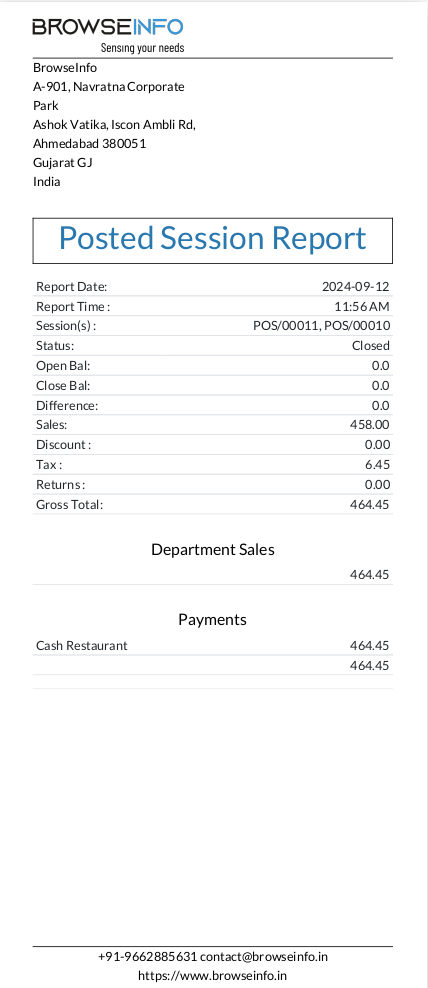 BROWSEINFO
Sensing your needs
BrowseInfo
A-901, Navratna Corporate
Park
Ashok Vatika, Iscon Ambli Rd,
Ahmedabad 380051
Gujarat GJ
India
Posted Session Report
Report Date: 2024-09-12
Report Time : 11:56 AM
Session(s) : POS/00011, POS/00010
Status: Closed
Open Bal: 0.0
Close Bal: 0.0
Difference: 0.0
Sales: 458.00
Discount : 0.00
Tax : 6.45
Returns : 0.00
Gross Total: 464.45
Department Sales
464.45
Payments
Cash Restaurant 464.45
464.45
+91-9662885631 contact@browseinfo.in
https://www.browseinfo.in